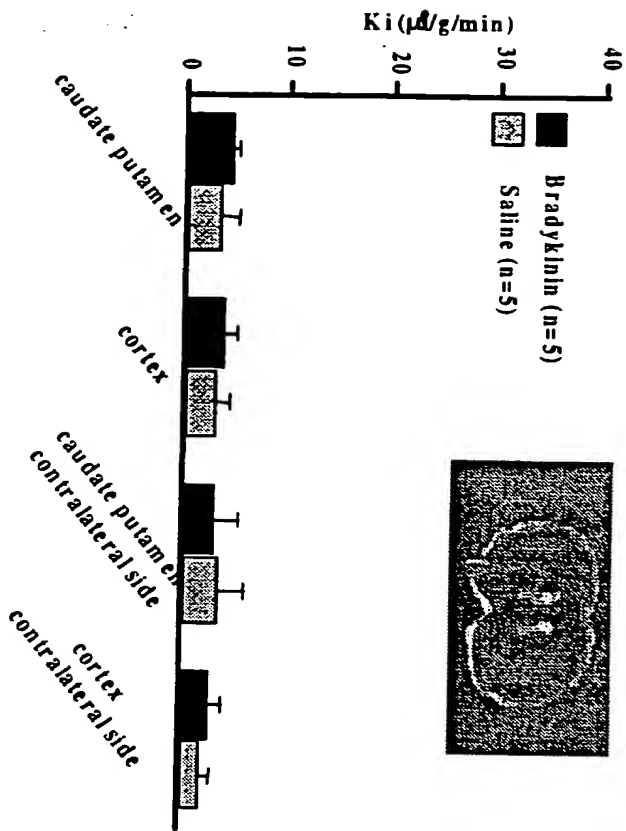 Ki (μl/g/min)
0
10
20
30
40
Bradykinin (n=5)
Saline (n=5)
caudate putamen
cortex
caudate putamen
contralateral side
cortex
contralateral side